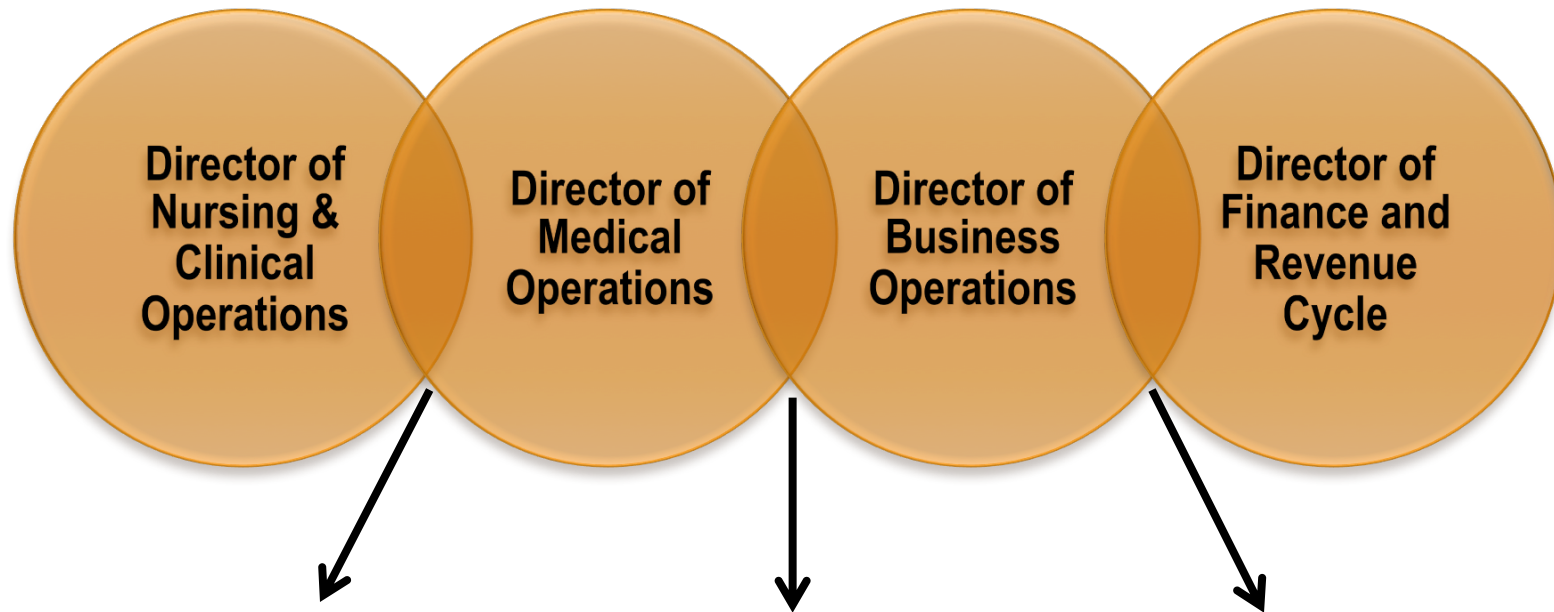 Director of
Nursing &
Clinical
Operations
Director of
Medical
Operations
Director of
Business
Operations
Director of
Finance and
Revenue
Cycle